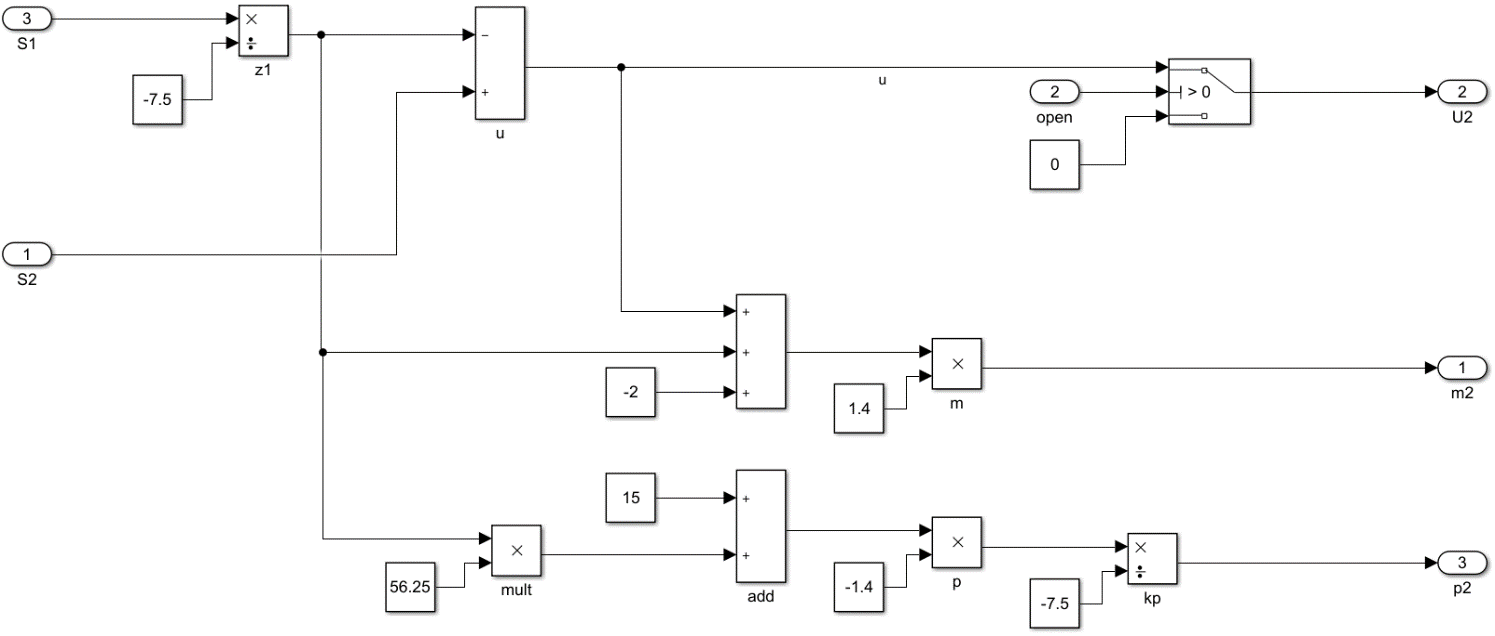 3
S1
×
÷
z1
-7.5
−
+
u
u
2
open
> 0
0
2
U2
1
S2
+
+
+
-2
×
1.4
m
1
m2
15
+
+
add
×
56.25
mult
×
-1.4
p
×
÷
-7.5
kp
3
p2